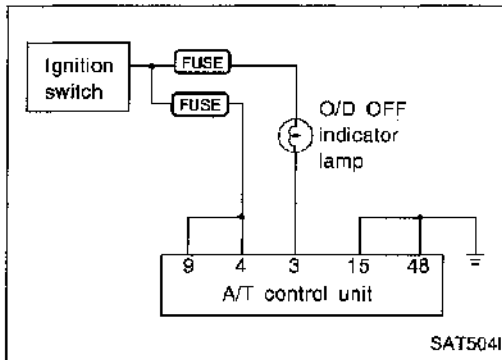 Ignition
switch
FUSE
FUSE
O/D OFF
indicator
lamp
9 4 3 15 48
A/T control unit
SAT504I